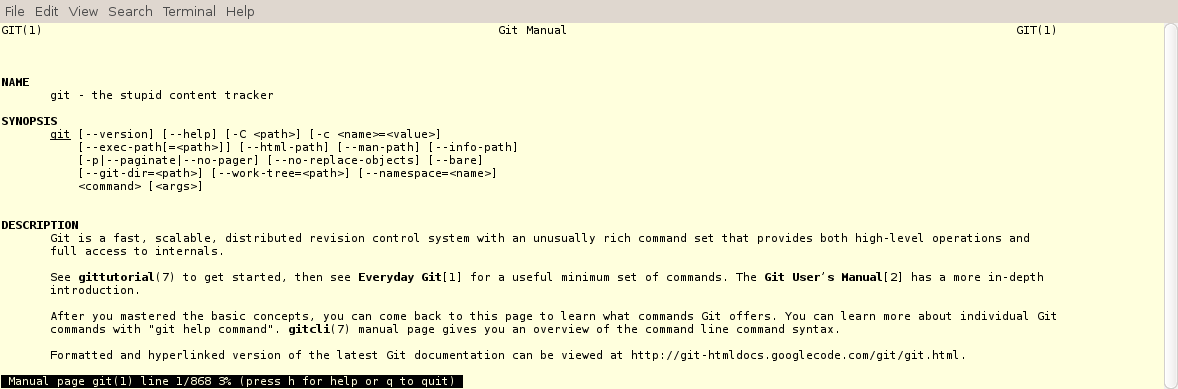 File Edit View Search Terminal Help
GIT(1) Git Manual GIT(1)
NAME
git - the stupid content tracker
SYNOPSIS
git [--version] [--help] [-C <path>] [-c <name>=<value>]
[--exec-path[=<path>]] [--html-path] [--man-path] [--info-path]
[-p|--paginate|--no-pager] [--no-replace-objects] [--bare]
[--git-dir=<path>] [--work-tree=<path>] [--namespace=<name>]
<command> [<args>]
DESCRIPTION
Git is a fast, scalable, distributed revision control system with an unusually rich command set that provides both high-level operations and
full access to internals.
See gittutorial(7) to get started, then see Everyday Git[1] for a useful minimum set of commands. The Git User’s Manual[2] has a more in-depth
introduction.
After you mastered the basic concepts, you can come back to this page to learn what commands Git offers. You can learn more about individual Git
commands with "git help command". gitcli(7) manual page gives you an overview of the command line command syntax.
Formatted and hyperlinked version of the latest Git documentation can be viewed at http://git-htmldocs.googlecode.com/git/git.html.
Manual page git(1) line 1/868 3% (press h for help or q to quit)